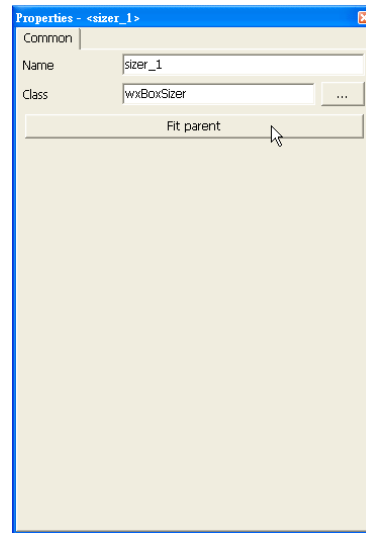 Properties - <sizer_1>
Common
Name
sizer_1
Class
wxBoxSizer
...
Fit parent